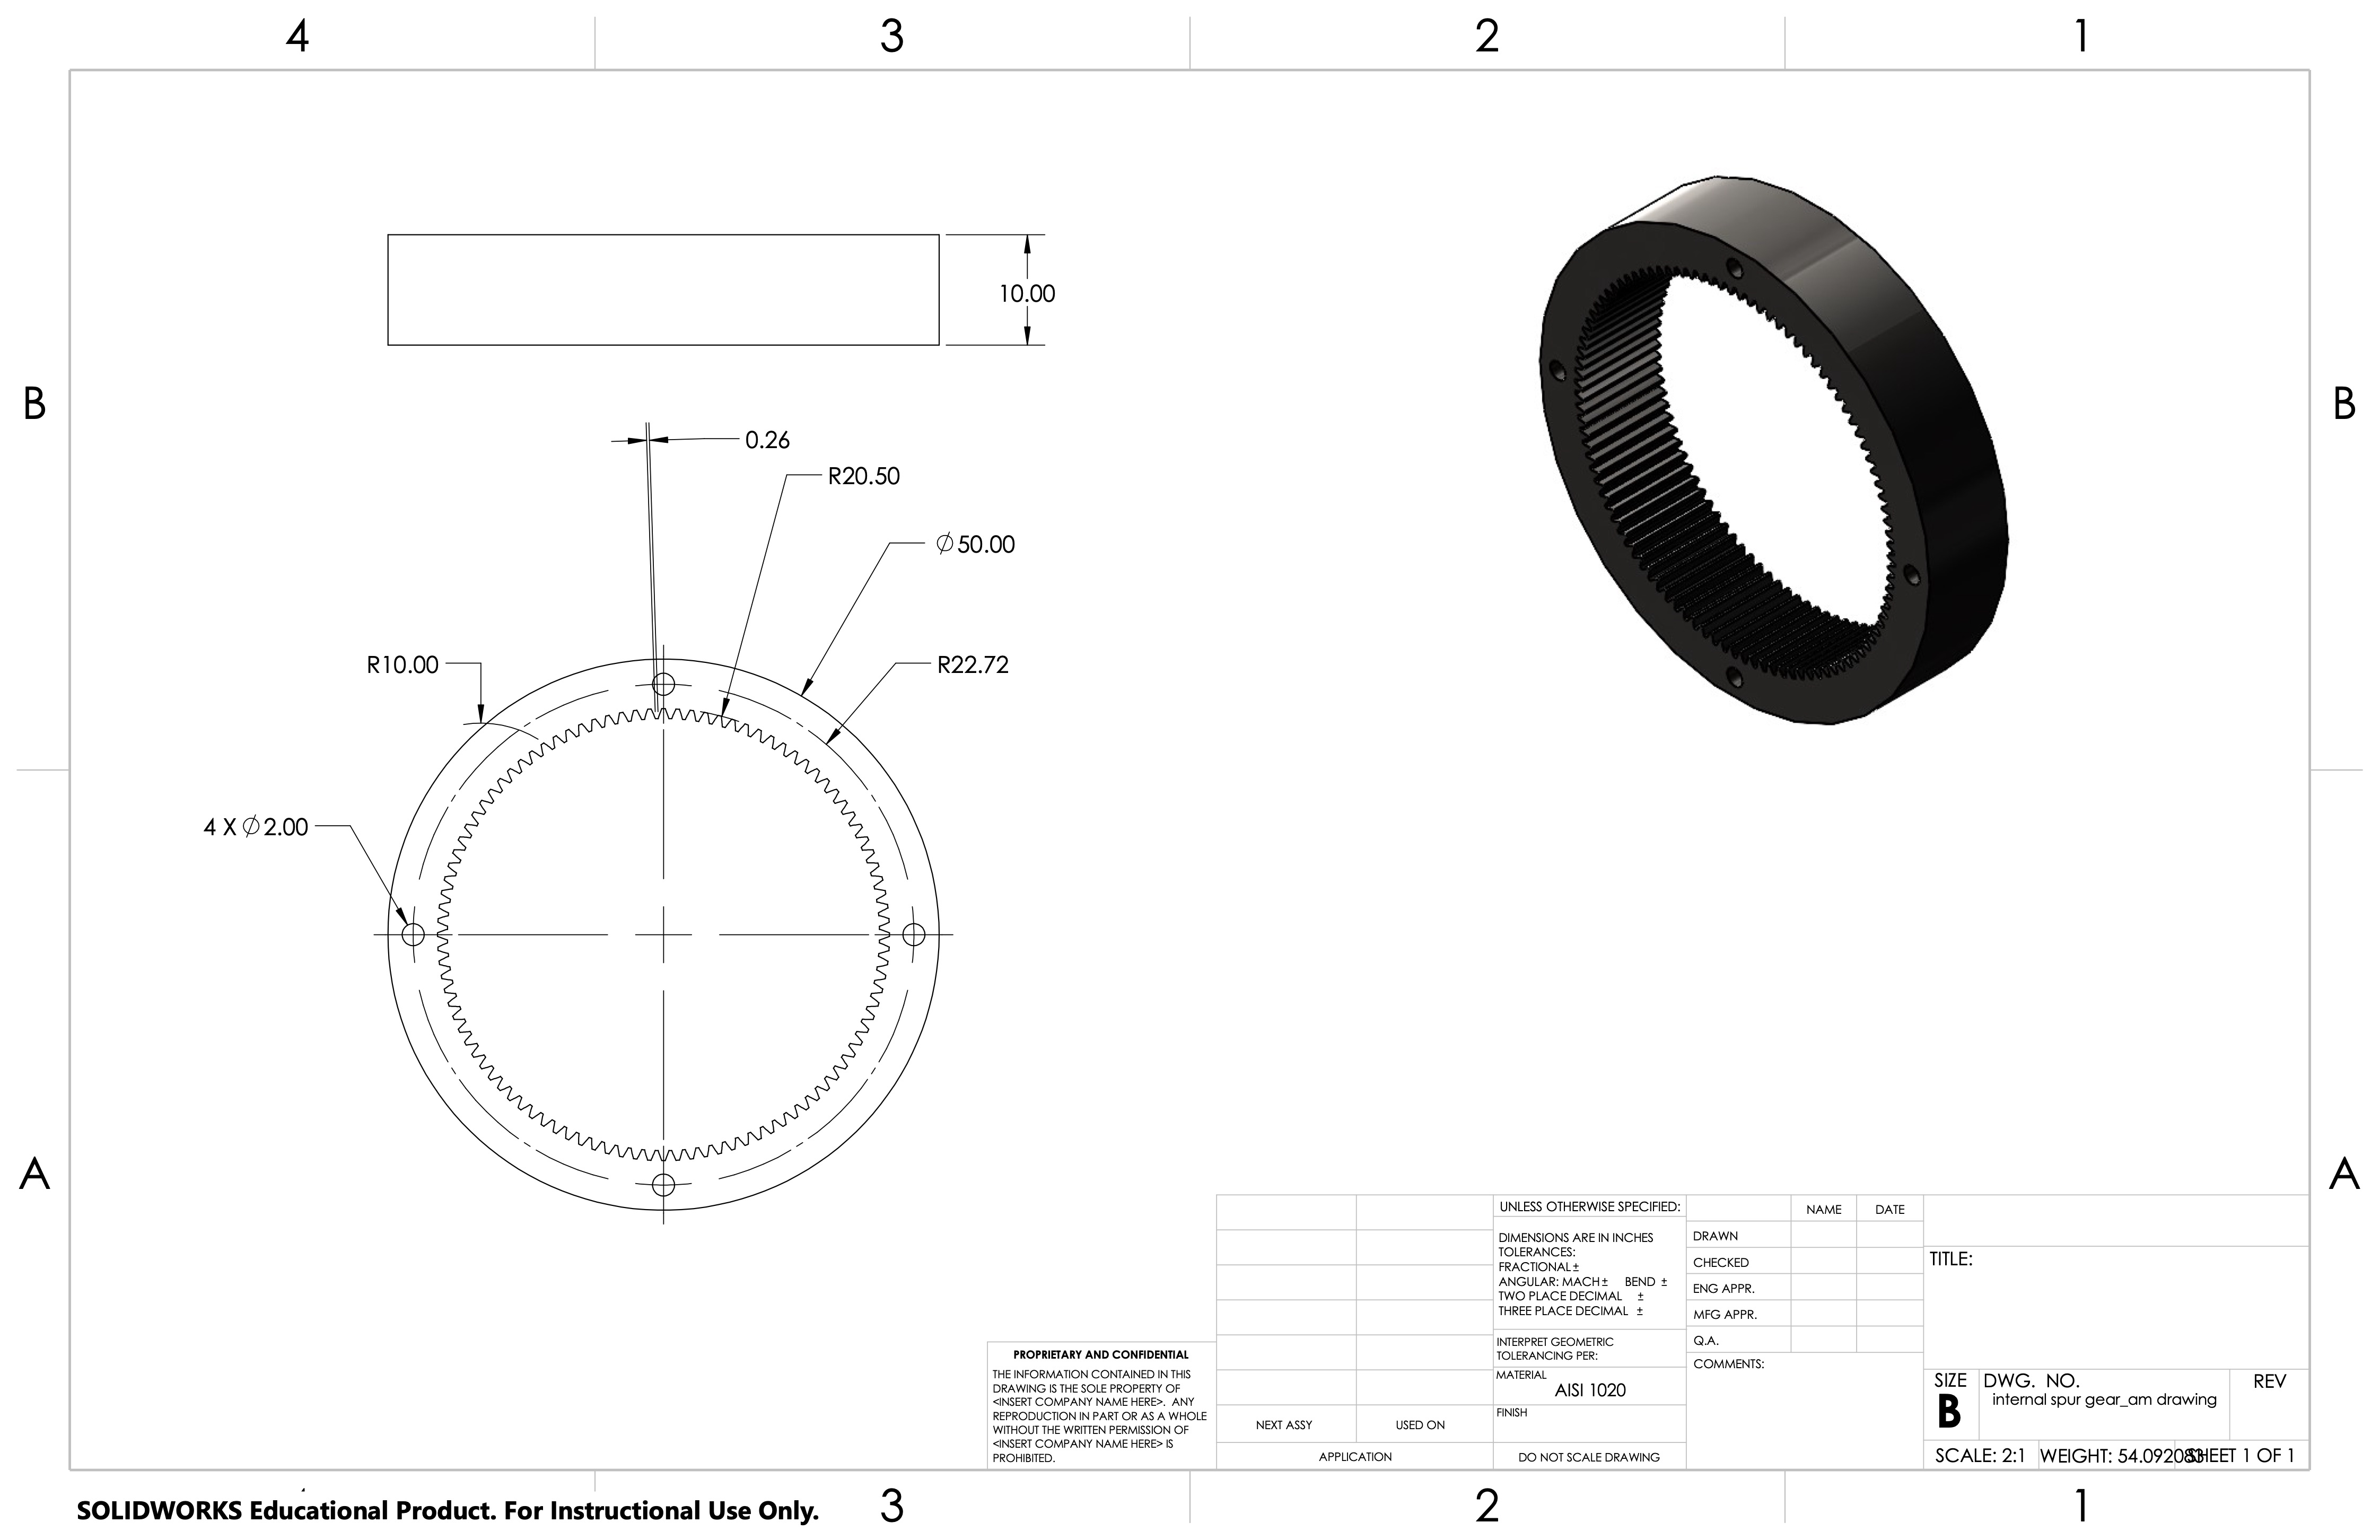 4 3 2 1
10.00
B B
0.26
R20.50
⌀50.00
R10.00
R22.72
4 X ⌀2.00
A A
UNLESS OTHERWISE SPECIFIED:
DIMENSIONS ARE IN INCHES
TOLERANCES:
FRACTIONAL ±
ANGULAR: MACH ± BEND ±
TWO PLACE DECIMAL ±
THREE PLACE DECIMAL ±
INTERPRET GEOMETRIC
TOLERANCING PER:
MATERIAL
AISI 1020
FINISH
DO NOT SCALE DRAWING
NAME DATE
DRAWN
CHECKED
ENG APPR.
MFG APPR.
Q.A.
COMMENTS:
TITLE:
SIZE DWG. NO. REV
B internal spur gear_am drawing
SCALE: 2:1 WEIGHT: 54.092083 SHEET 1 OF 1
PROPRIETARY AND CONFIDENTIAL
THE INFORMATION CONTAINED IN THIS
DRAWING IS THE SOLE PROPERTY OF
<INSERT COMPANY NAME HERE>. ANY
REPRODUCTION IN PART OR AS A WHOLE
WITHOUT THE WRITTEN PERMISSION OF
<INSERT COMPANY NAME HERE> IS
PROHIBITED.
NEXT ASSY USED ON
APPLICATION
SOLIDWORKS Educational Product. For Instructional Use Only.
3 2 1